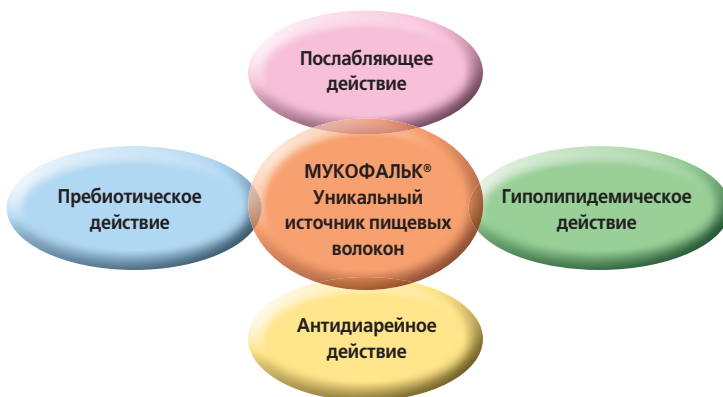 Послабляющее
действие
Пребиотическое
действие
МУКОФАЛЬК®
Уникальный
источник пищевых
волокон
Гиполипидемическое
действие
Антидиарейное
действие